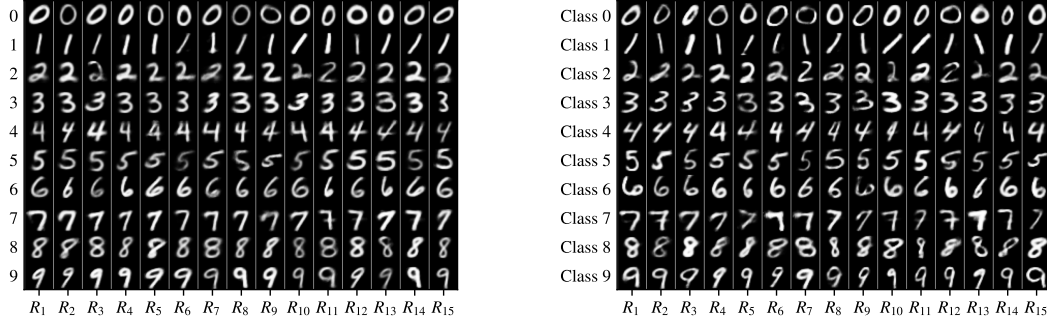 0
1
2
3
4
5
6
7
8
9
R1 R2 R3 R4 R5 R6 R7 R8 R9 R10 R11 R12 R13 R14 R15
Class 0
Class 1
Class 2
Class 3
Class 4
Class 5
Class 6
Class 7
Class 8
Class 9
R1 R2 R3 R4 R5 R6 R7 R8 R9 R10 R11 R12 R13 R14 R15